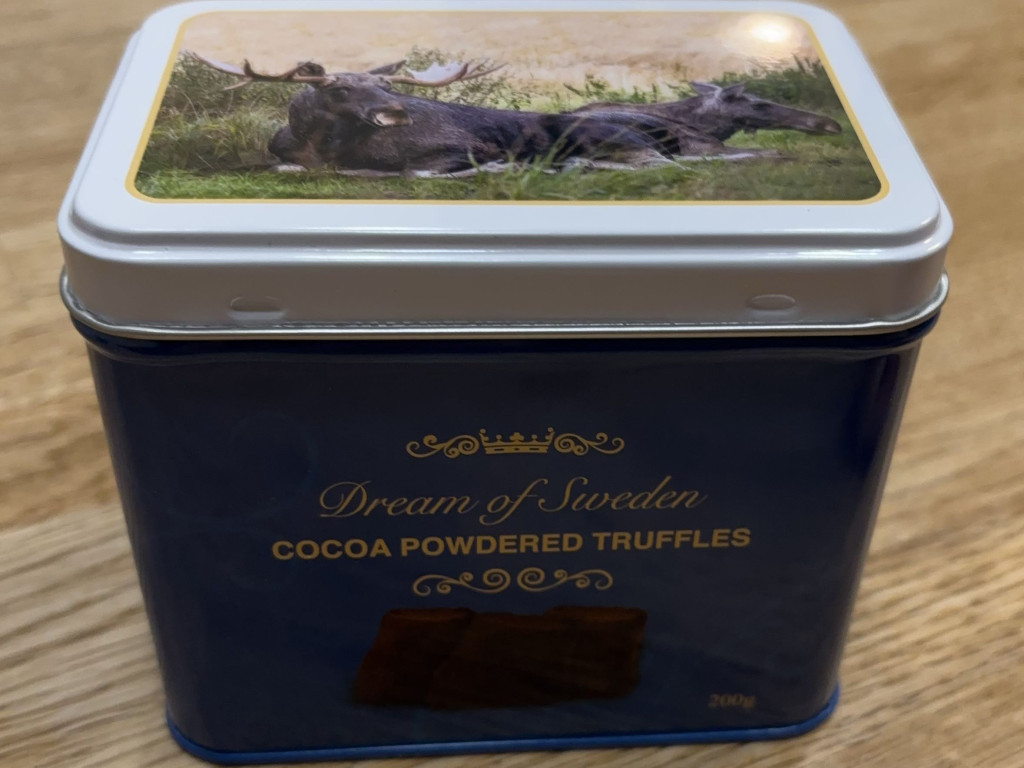 Dream of Sweden
COCOA POWDERED TRUFFLES
200g